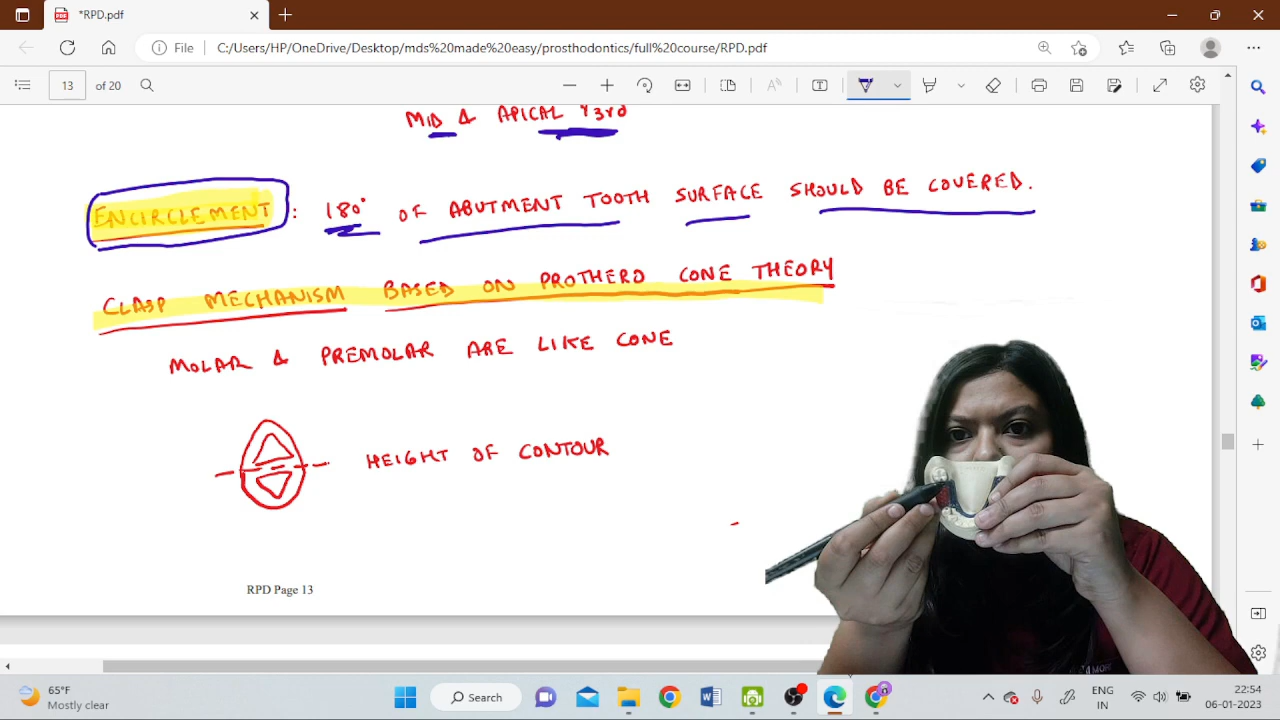 *RPD.pdf
File C:/Users/HP/OneDrive/Desktop/mds%20made%20easy/prosthodontics/full%20course/RPD.pdf
13 of 20
MID & APICAL 1/3rd
ENCIRCLEMENT : 180° OF ABUTMENT TOOTH SURFACE SHOULD BE COVERED.
CLASP MECHANISM BASED ON PROTHERO CONE THEORY
MOLAR & PREMOLAR ARE LIKE CONE
HEIGHT OF CONTOUR
RPD Page 13
65°F
Mostly clear
Search
ENG
IN
22:54
06-01-2023